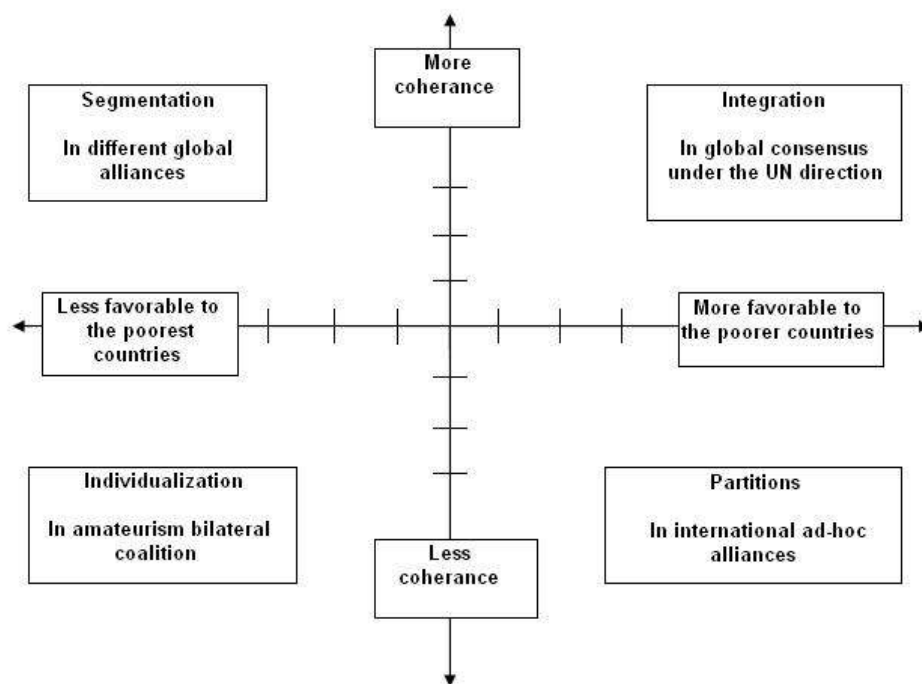 More
coherance
Segmentation
In different global
alliances
Integration
In global consensus
under the UN direction
Less favorable to
the poorest
countries
More favorable to
the poorer countries
Individualization
In amateurism bilateral
coalition
Partitions
In international ad-hoc
alliances
Less
coherance